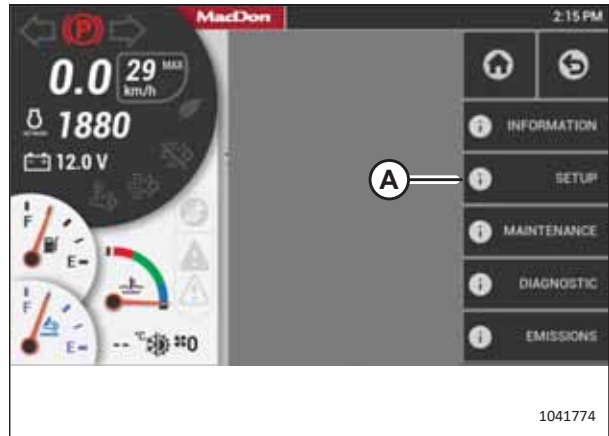 MacDon
2:15 PM
P
0.0
29 MAX
km/h
1880
12.0 V
F
E
F
E
-- °C
0
INFORMATION
A
SETUP
MAINTENANCE
DIAGNOSTIC
EMISSIONS
1041774